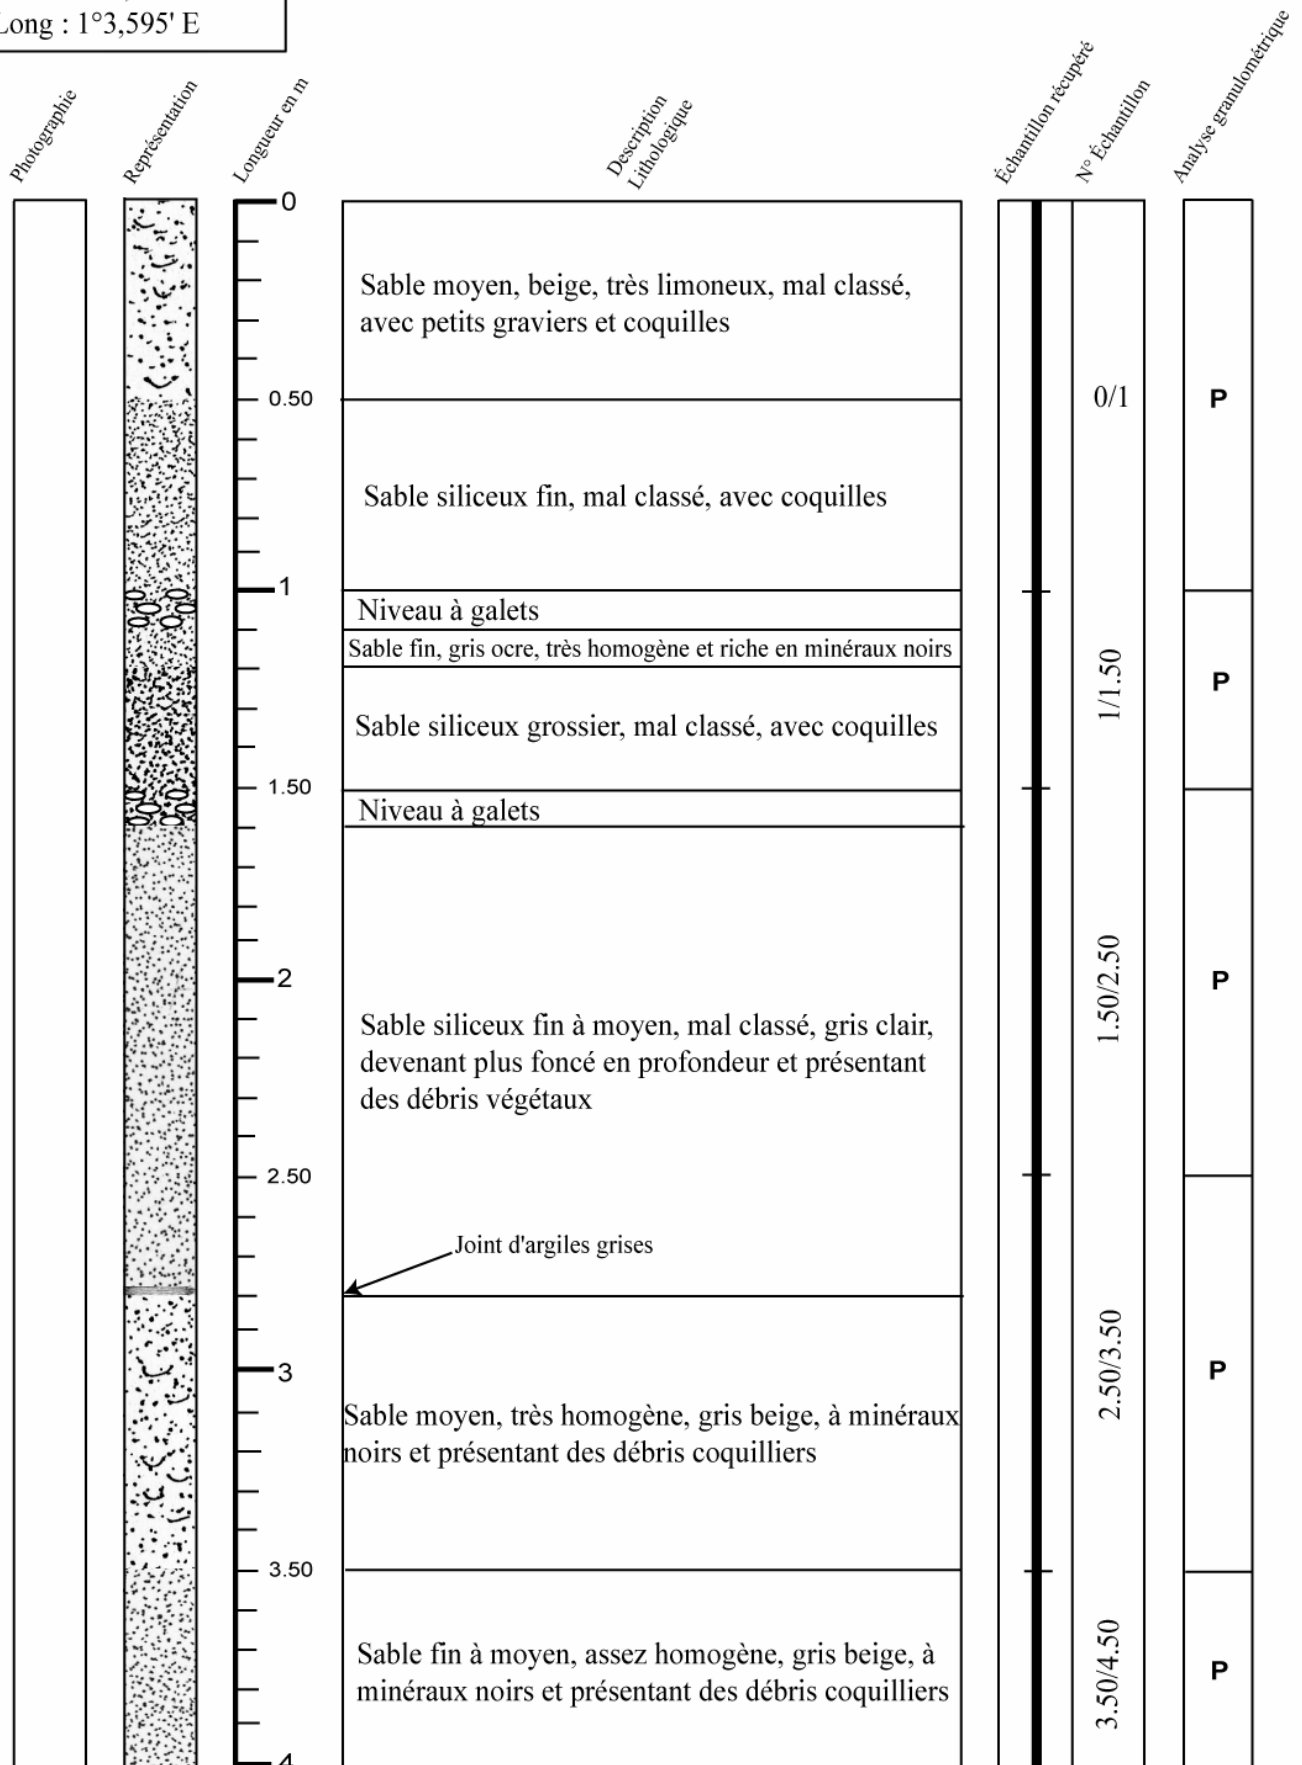 Long : 1°3,595' E
Photographie
Représentation
Longueur en m
Description
Lithologique
Échantillon récupéré
N° Échantillon
Analyse granulométrique
0
Sable moyen, beige, très limoneux, mal classé,
avec petits graviers et coquilles
0.50
0/1
P
Sable siliceux fin, mal classé, avec coquilles
1
Niveau à galets
Sable fin, gris ocre, très homogène et riche en minéraux noirs
1/1.50
P
Sable siliceux grossier, mal classé, avec coquilles
1.50
Niveau à galets
2
1.50/2.50
P
Sable siliceux fin à moyen, mal classé, gris clair,
devenant plus foncé en profondeur et présentant
des débris végétaux
2.50
Joint d'argiles grises
3
2.50/3.50
P
Sable moyen, très homogène, gris beige, à minéraux
noirs et présentant des débris coquilliers
3.50
Sable fin à moyen, assez homogène, gris beige, à
minéraux noirs et présentant des débris coquilliers
3.50/4.50
P
4